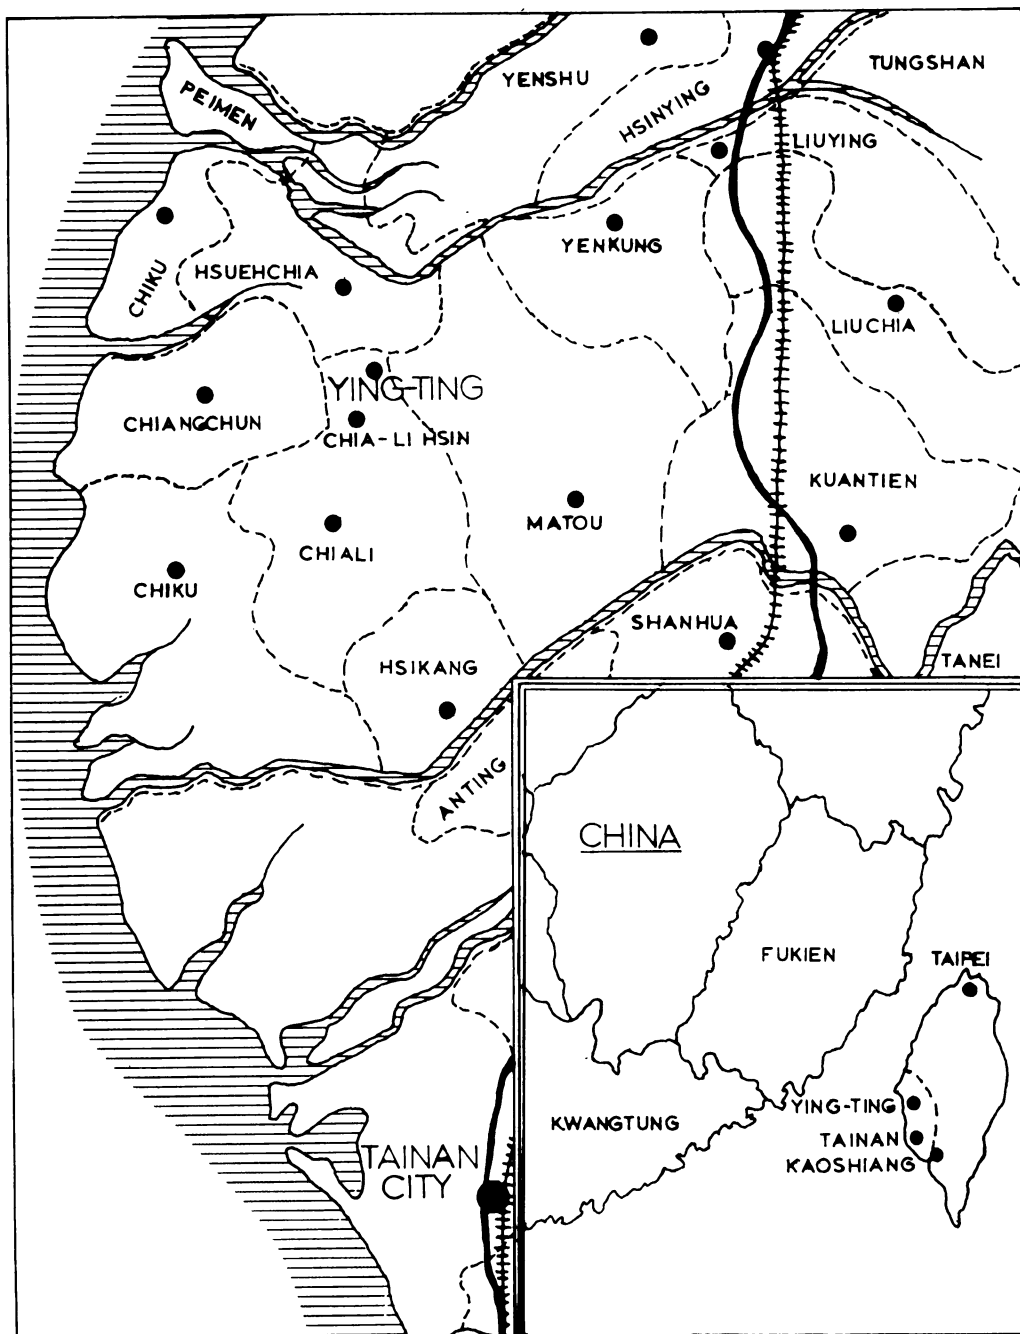 YENSHU
TUNGSHAN
PEIMEN
HSINYING
LIUYING
YENKUNG
CHIKU
HSUEHCHIA
LIUCHIA
YING-TING
CHIANGCHUN
CHIA-LI HSIN
KUANTIEN
MATOU
CHIALI
CHIKU
SHANHUA
HSIKANG
TANEI
ANTING
CHINA
FUKIEN
TAIPEI
YING-TING
KWANGTUNG
TAINAN
KAOSHIANG
TAINAN
CITY